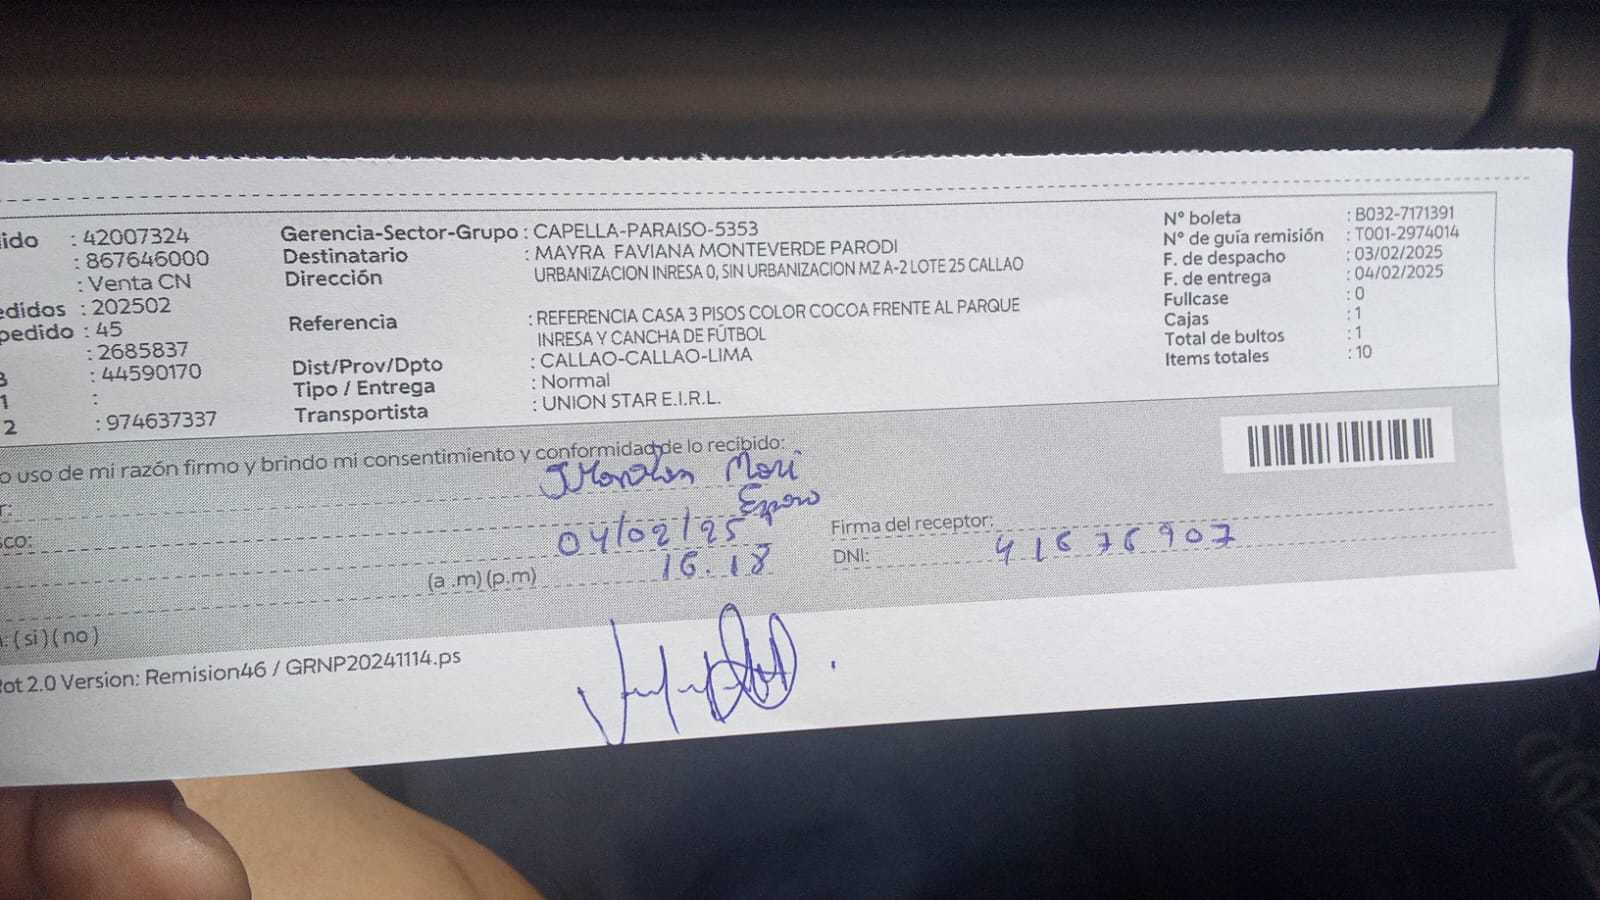 ido : 42007324 Gerencia-Sector-Grupo : CAPELLA-PARAISO-5353 N° boleta : B032-7171391
: 867646000 Destinatario : MAYRA FAVIANA MONTEVERDE PARODI N° de guía remisión : T001-2974014
: Venta CN Dirección URBANIZACION INRESA 0, SIN URBANIZACION MZ A-2 LOTE 25 CALLAO F. de despacho : 03/02/2025
edidos : 202502 F. de entrega : 04/02/2025
pedido : 45 Referencia : REFERENCIA CASA 3 PISOS COLOR COCOA FRENTE AL PARQUE Fullcase : 0
: 2685837 INRESA Y CANCHA DE FÚTBOL Cajas : 1
: 44590170 Dist/Prov/Dpto : CALLAO-CALLAO-LIMA Total de bultos : 1
1 : Tipo / Entrega : Normal Items totales : 10
2 : 974637337 Transportista : UNION STAR E.I.R.L.
o uso de mi razón firmo y brindo mi consentimiento y conformidad de lo recibido:
r: Mori
sco: Esposo
04/02/25 Firma del receptor:
(a .m) (p.m) 16.18 DNI: 41676907
: ( si ) ( no )
Rot 2.0 Version: Remision46 / GRNP20241114.ps